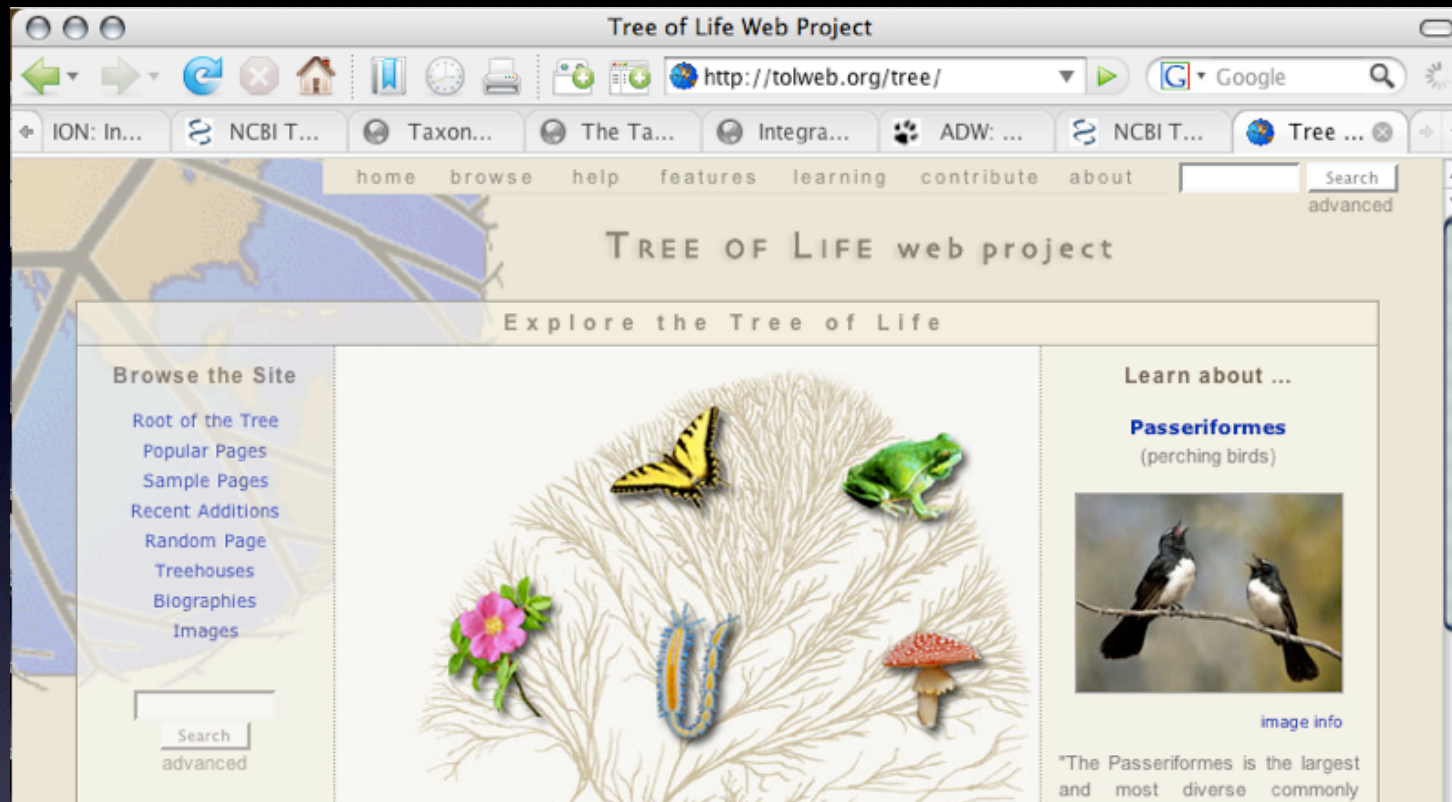 Tree of Life Web Project
http://tolweb.org/tree/
G Google
ION: In... NCBI T... Taxon... The Ta... Integra... ADW: ... NCBI T... Tree ...
home browse help features learning contribute about Search
advanced
TREE OF LIFE web project
Explore the Tree of Life
Browse the Site
Root of the Tree
Popular Pages
Sample Pages
Recent Additions
Random Page
Treehouses
Biographies
Images
Search
advanced
Learn about ...
Passeriformes
(perching birds)
image info
"The Passeriformes is the largest
and most diverse commonly